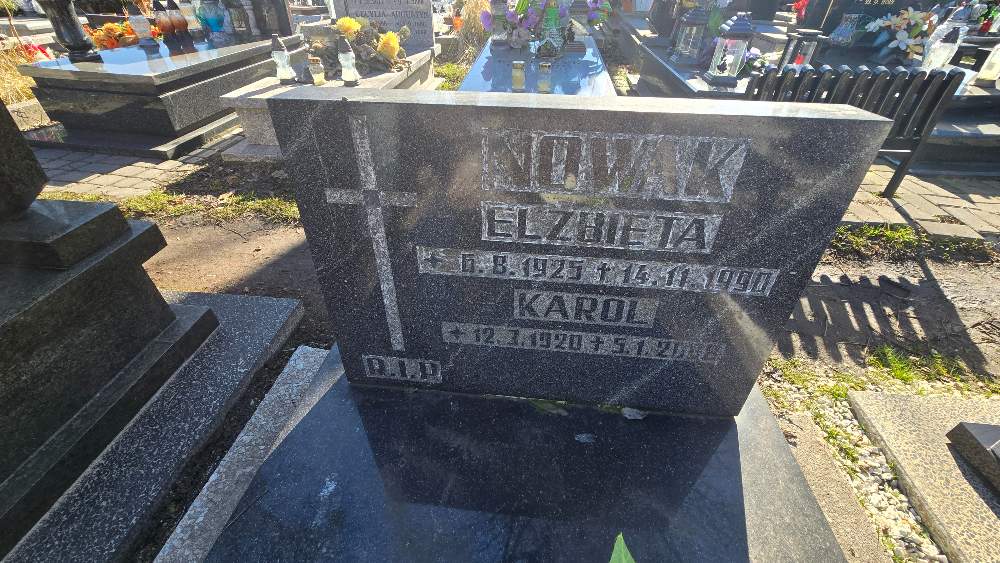 NOWAK
ELZBIETA
✦ 6.8.1925 ✝ 14.11.1990
KAROL
✦ 12.7.1920 ✝ 5.1.
R.I.P